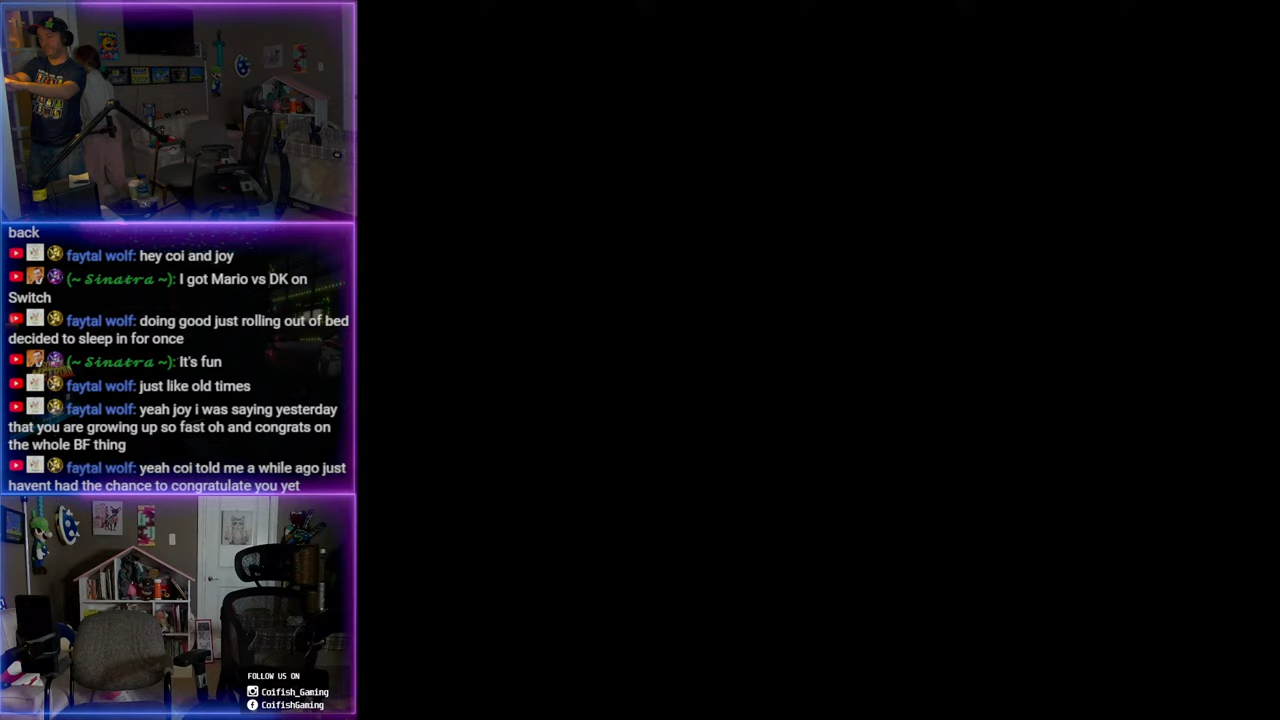 back
faytal wolf: hey coi and joy
(~ Sinatra ~): I got Mario vs DK on
Switch
faytal wolf: doing good just rolling out of bed
decided to sleep in for once
(~ Sinatra ~): It's fun
faytal wolf: just like old times
faytal wolf: yeah joy i was saying yesterday
that you are growing up so fast oh and congrats on
the whole BF thing
faytal wolf: yeah coi told me a while ago just
havent had the chance to congratulate you yet
FOLLOW US ON
Coifish_Gaming
CoifishGaming